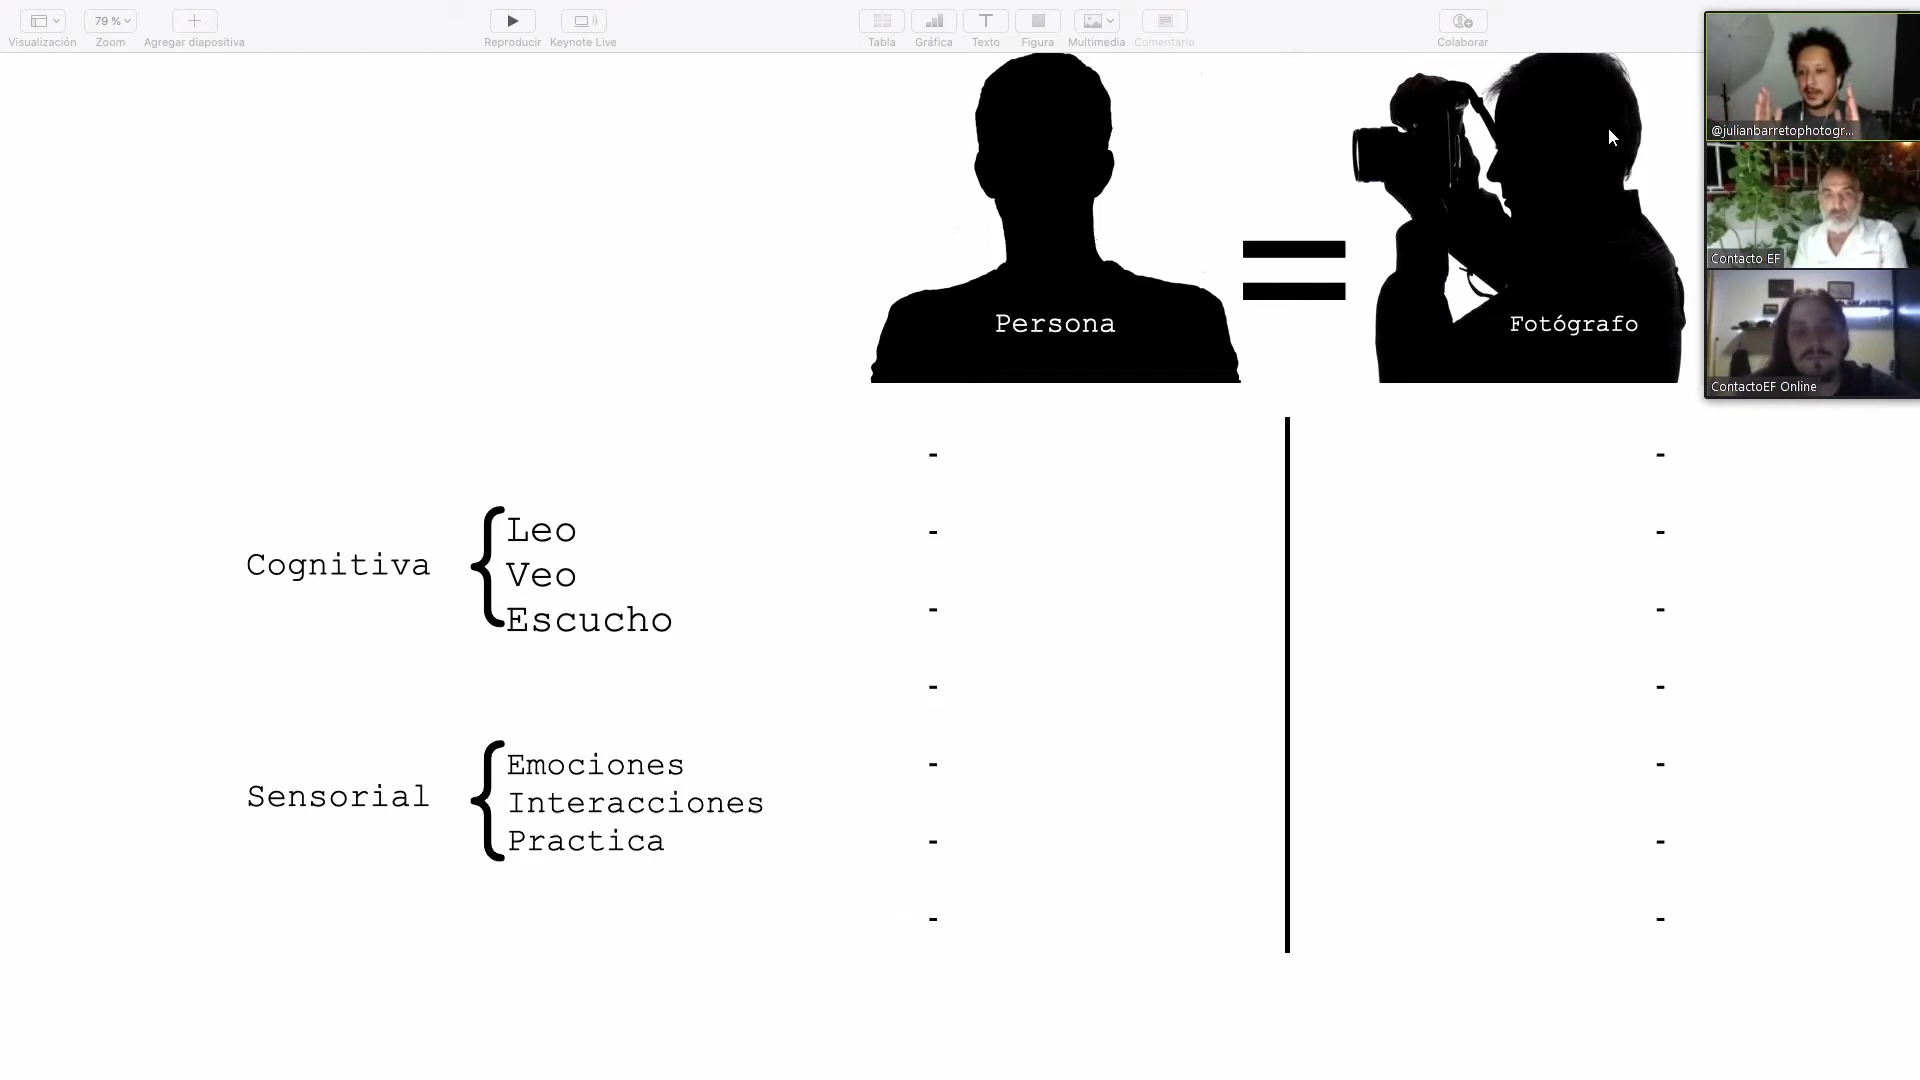 79 %
Visualización
Zoom
Agregar diapositiva
Reproducir
Keynote Live
Tabla
Gráfica
Texto
Figura
Multimedia
Comentario
Colaborar
@julianbarretophotogr...
Contacto EF
ContactoEF Online
Persona
=
Fotógrafo
Cognitiva
Leo
Veo
Escucho
Sensorial
Emociones
Interacciones
Practica
-
-
-
-
-
-
-
-
-
-
-
-
-
-